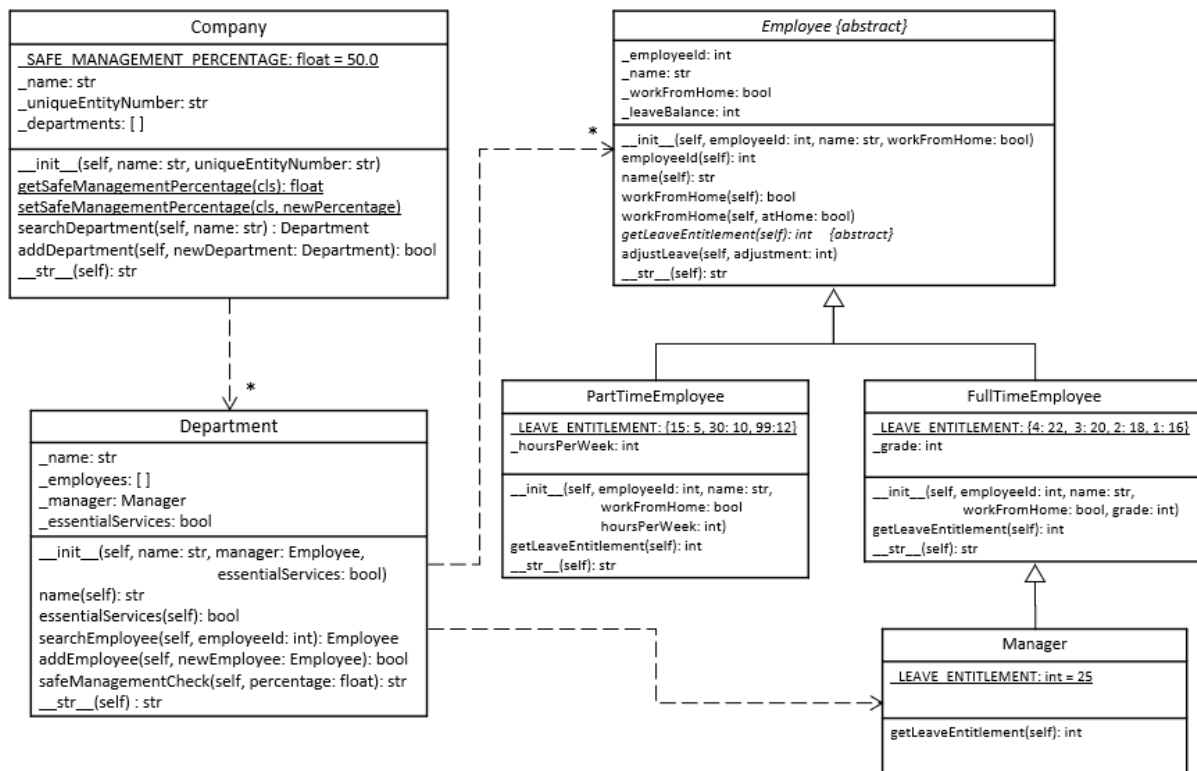 Company
_SAFE_MANAGEMENT_PERCENTAGE: float = 50.0
_name: str
_uniqueEntityNumber: str
_departments: [ ]
__init__(self, name: str, uniqueEntityNumber: str)
getSafeManagementPercentage(cls): float
setSafeManagementPercentage(cls, newPercentage)
searchDepartment(self, name: str) : Department
addDepartment(self, newDepartment: Department): bool
__str__(self): str
*
Employee {abstract}
_employeeId: int
_name: str
_workFromHome: bool
_leaveBalance: int
__init__(self, employeeId: int, name: str, workFromHome: bool)
employeeId(self): int
name(self): str
workFromHome(self): bool
workFromHome(self, atHome: bool)
getLeaveEntitlement(self): int {abstract}
adjustLeave(self, adjustment: int)
__str__(self): str
*
Department
_name: str
_employees: [ ]
_manager: Manager
_essentialServices: bool
__init__(self, name: str, manager: Employee,
essentialServices: bool)
name(self): str
essentialServices(self): bool
searchEmployee(self, employeeId: int): Employee
addEmployee(self, newEmployee: Employee): bool
safeManagementCheck(self, percentage: float): str
__str__(self) : str
PartTimeEmployee
_LEAVE_ENTITLEMENT: {15: 5, 30: 10, 99:12}
_hoursPerWeek: int
__init__(self, employeeId: int, name: str,
workFromHome: bool
hoursPerWeek: int)
getLeaveEntitlement(self): int
__str__(self): str
FullTimeEmployee
_LEAVE_ENTITLEMENT: {4: 22, 3: 20, 2: 18, 1: 16}
_grade: int
__init__(self, employeeId: int, name: str,
workFromHome: bool, grade: int)
getLeaveEntitlement(self): int
__str__(self): str
Manager
_LEAVE_ENTITLEMENT: int = 25
getLeaveEntitlement(self): int